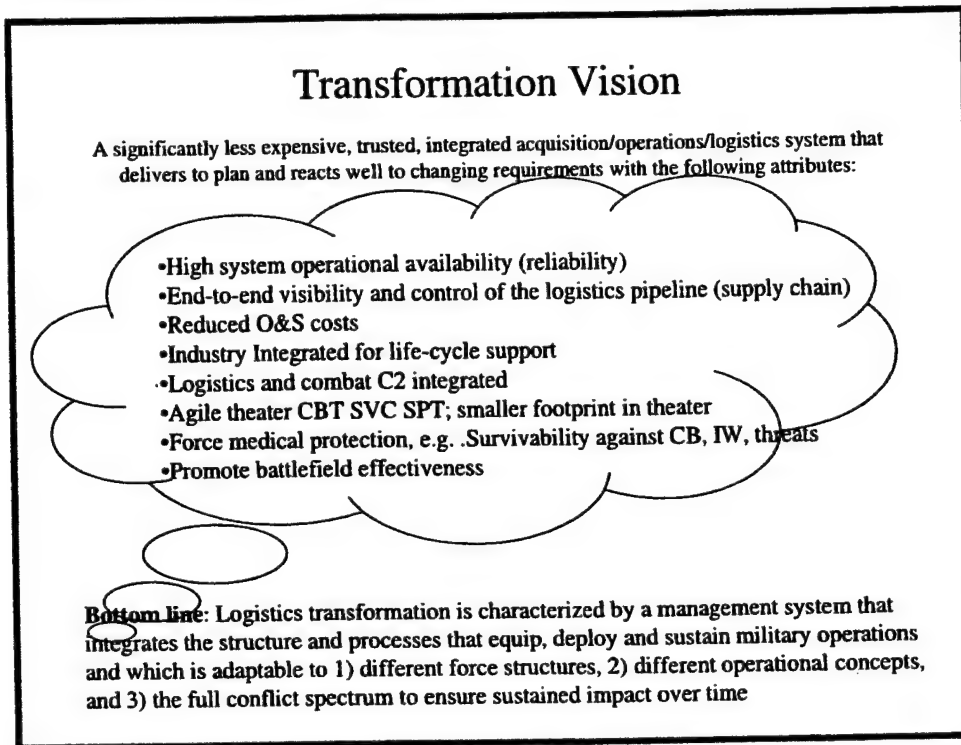 Transformation Vision
A significantly less expensive, trusted, integrated acquisition/operations/logistics system that
delivers to plan and reacts well to changing requirements with the following attributes:
•High system operational availability (reliability)
•End-to-end visibility and control of the logistics pipeline (supply chain)
•Reduced O&S costs
•Industry Integrated for life-cycle support
•Logistics and combat C2 integrated
•Agile theater CBT SVC SPT; smaller footprint in theater
•Force medical protection, e.g. .Survivability against CB, IW, threats
•Promote battlefield effectiveness
Bottom line: Logistics transformation is characterized by a management system that
integrates the structure and processes that equip, deploy and sustain military operations
and which is adaptable to 1) different force structures, 2) different operational concepts,
and 3) the full conflict spectrum to ensure sustained impact over time